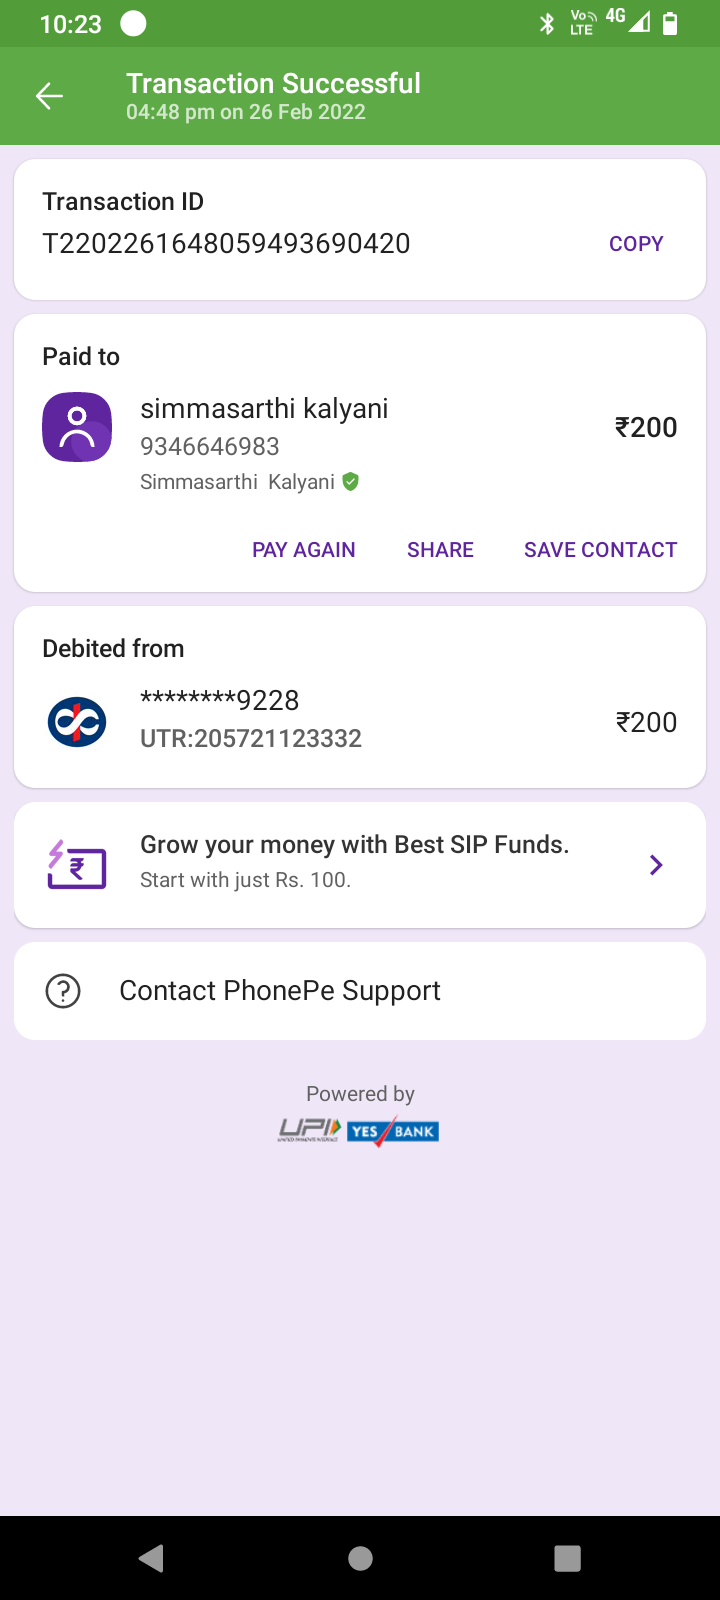 10:23
Vo LTE 4G
Transaction Successful
04:48 pm on 26 Feb 2022
Transaction ID
T2202261648059493690420
COPY
Paid to
simmasarthi kalyani
₹200
9346646983
Simmasarthi  Kalyani
PAY AGAIN SHARE SAVE CONTACT
Debited from
********9228
₹200
UTR:205721123332
Grow your money with Best SIP Funds.
Start with just Rs. 100.
Contact PhonePe Support
Powered by
UPI YES BANK
UNIFIED PAYMENTS INTERFACE